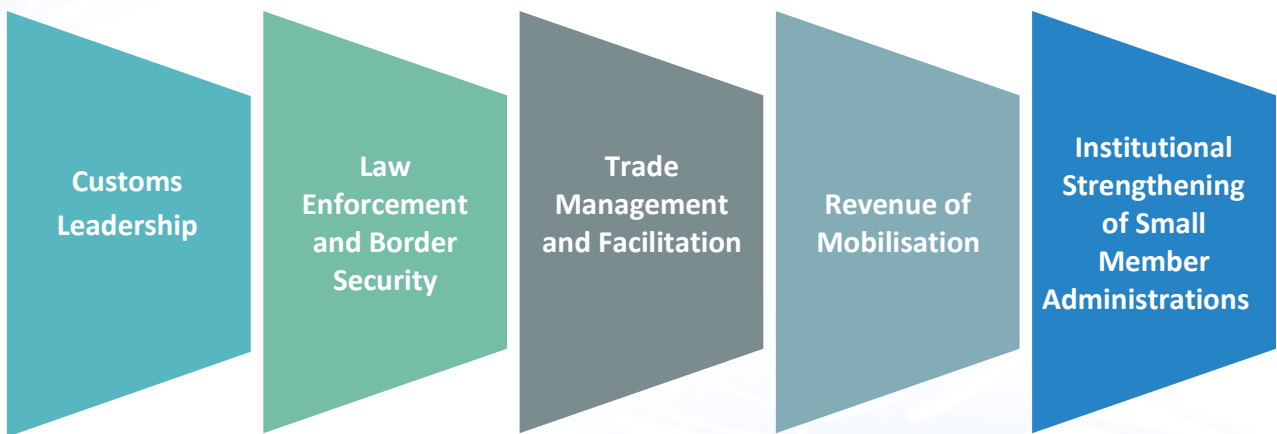 Customs
Leadership
Law
Enforcement
and Border
Security
Trade
Management
and Facilitation
Revenue of
Mobilisation
Institutional
Strengthening
of Small
Member
Administrations